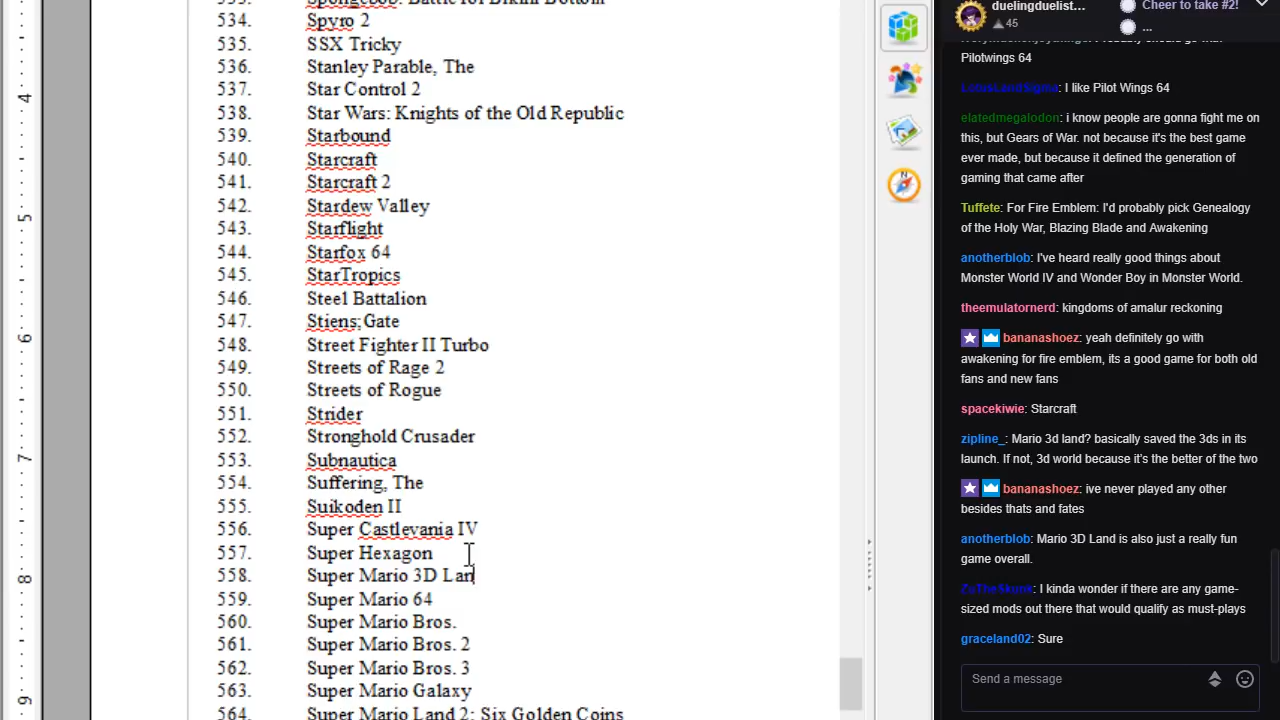 533. Spongebob: Battle for Bikini Bottom
534. Spyro 2
535. SSX Tricky
536. Stanley Parable, The
537. Star Control 2
538. Star Wars: Knights of the Old Republic
539. Starbound
540. Starcraft
541. Starcraft 2
542. Stardew Valley
543. Starflight
544. Starfox 64
545. StarTropics
546. Steel Battalion
547. Stiens;Gate
548. Street Fighter II Turbo
549. Streets of Rage 2
550. Streets of Rogue
551. Strider
552. Stronghold Crusader
553. Subnautica
554. Suffering, The
555. Suikoden II
556. Super Castlevania IV
557. Super Hexagon
558. Super Mario 3D Lan
559. Super Mario 64
560. Super Mario Bros.
561. Super Mario Bros. 2
562. Super Mario Bros. 3
563. Super Mario Galaxy
564. Super Mario Land 2: Six Golden Coins
4
5
6
7
8
9
duelingduelist...
45
Cheer to take #2!
...
Pilotwings 64
LotusLandSigma: I like Pilot Wings 64
elatedmegalodon: i know people are gonna fight me on
this, but Gears of War. not because it's the best game
ever made, but because it defined the generation of
gaming that came after
Tuffete: For Fire Emblem: I'd probably pick Genealogy
of the Holy War, Blazing Blade and Awakening
anotherblob: I've heard really good things about
Monster World IV and Wonder Boy in Monster World.
theemulatornerd: kingdoms of amalur reckoning
bananashoez: yeah definitely go with
awakening for fire emblem, its a good game for both old
fans and new fans
spacekiwie: Starcraft
zipline_: Mario 3d land? basically saved the 3ds in its
launch. If not, 3d world because it's the better of the two
bananashoez: ive never played any other
besides thats and fates
anotherblob: Mario 3D Land is also just a really fun
game overall.
ZuTheSkunk: I kinda wonder if there are any game-
sized mods out there that would qualify as must-plays
graceland02: Sure
Send a message